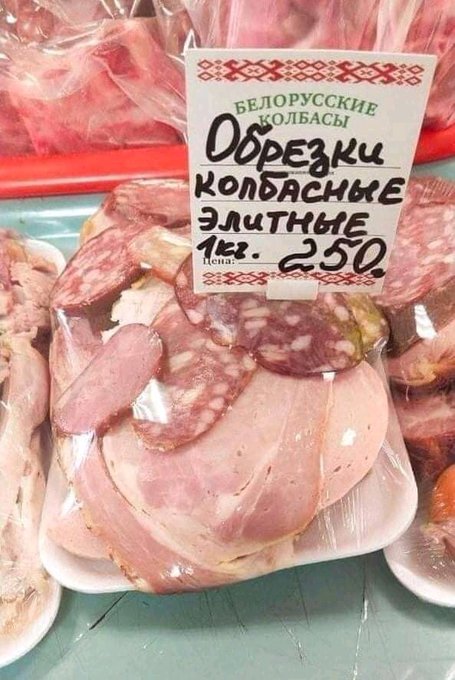 БЕЛОРУССКИЕ
КОЛБАСЫ
Обрезки
колбасные
элитные
1кг. 250.
Цена: